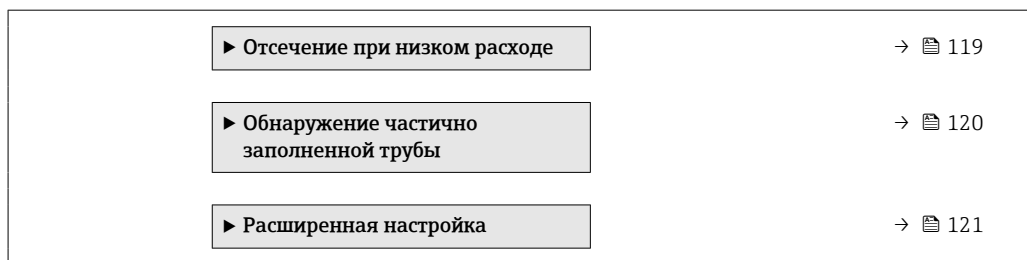 ▶ Отсечение при низком расходе → 119
▶ Обнаружение частично → 120
заполненной трубы
▶ Расширенная настройка → 121